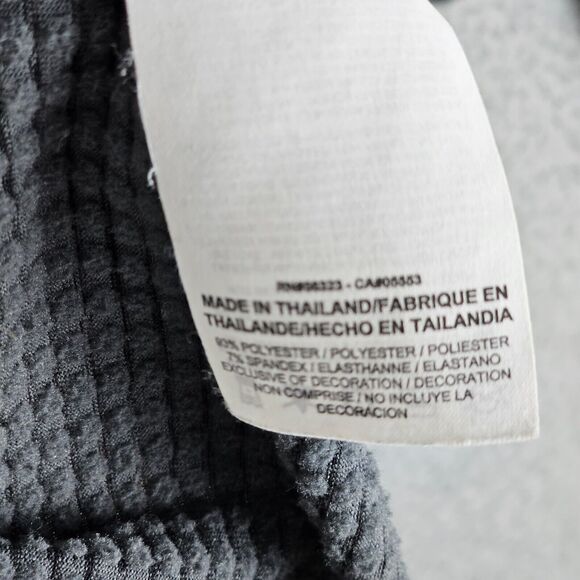 RN#56323 - CA#05553
MADE IN THAILAND/FABRIQUE EN
THAILANDE/HECHO EN TAILANDIA
93% POLYESTER / POLYESTER / POLIESTER
7% SPANDEX / ELASTHANNE / ELASTANO
EXCLUSIVE OF DECORATION / DECORATION
NON COMPRISE / NO INCLUYE LA
DECORACION